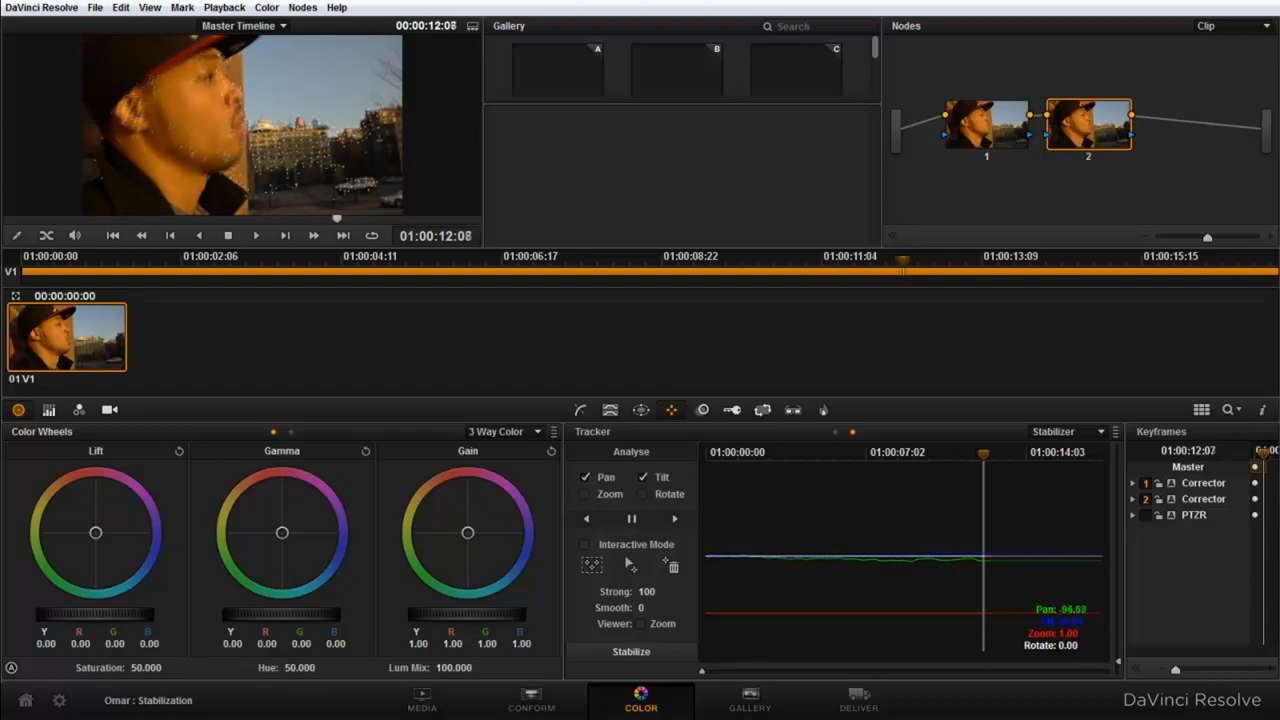 DaVinci Resolve File Edit View Mark Playback Color Nodes Help
Master Timeline 00:00:12:08 Gallery Search Nodes Clip
A B C
1 2
01:00:12:08
01:00:00:00 01:00:02:06 01:00:04:11 01:00:06:17 01:00:08:22 01:00:11:04 01:00:13:09 01:00:15:15
V1
00:00:00:00
01 V1
Color Wheels 3 Way Color Tracker Stabilizer Keyframes
Lift Gamma Gain Analyse 01:00:00:00 01:00:07:02 01:00:14:03 01:00:12:07
Master
Pan Tilt 1 A Corrector
Zoom Rotate 2 A Corrector
A PTZR
Interactive Mode
Strong: 100
Smooth: 0 Pan: -96.88
Viewer: Zoom
Y R G B Y R G B Y R G B Zoom: 1.00
0.00 0.00 0.00 0.00 0.00 0.00 0.00 0.00 1.00 1.00 1.00 1.00 Stabilize Rotate: 0.00
A Saturation: 50.000 Hue: 50.000 Lum Mix: 100.000
Omar : Stabilization MEDIA CONFORM COLOR GALLERY DELIVER DaVinci Resolve